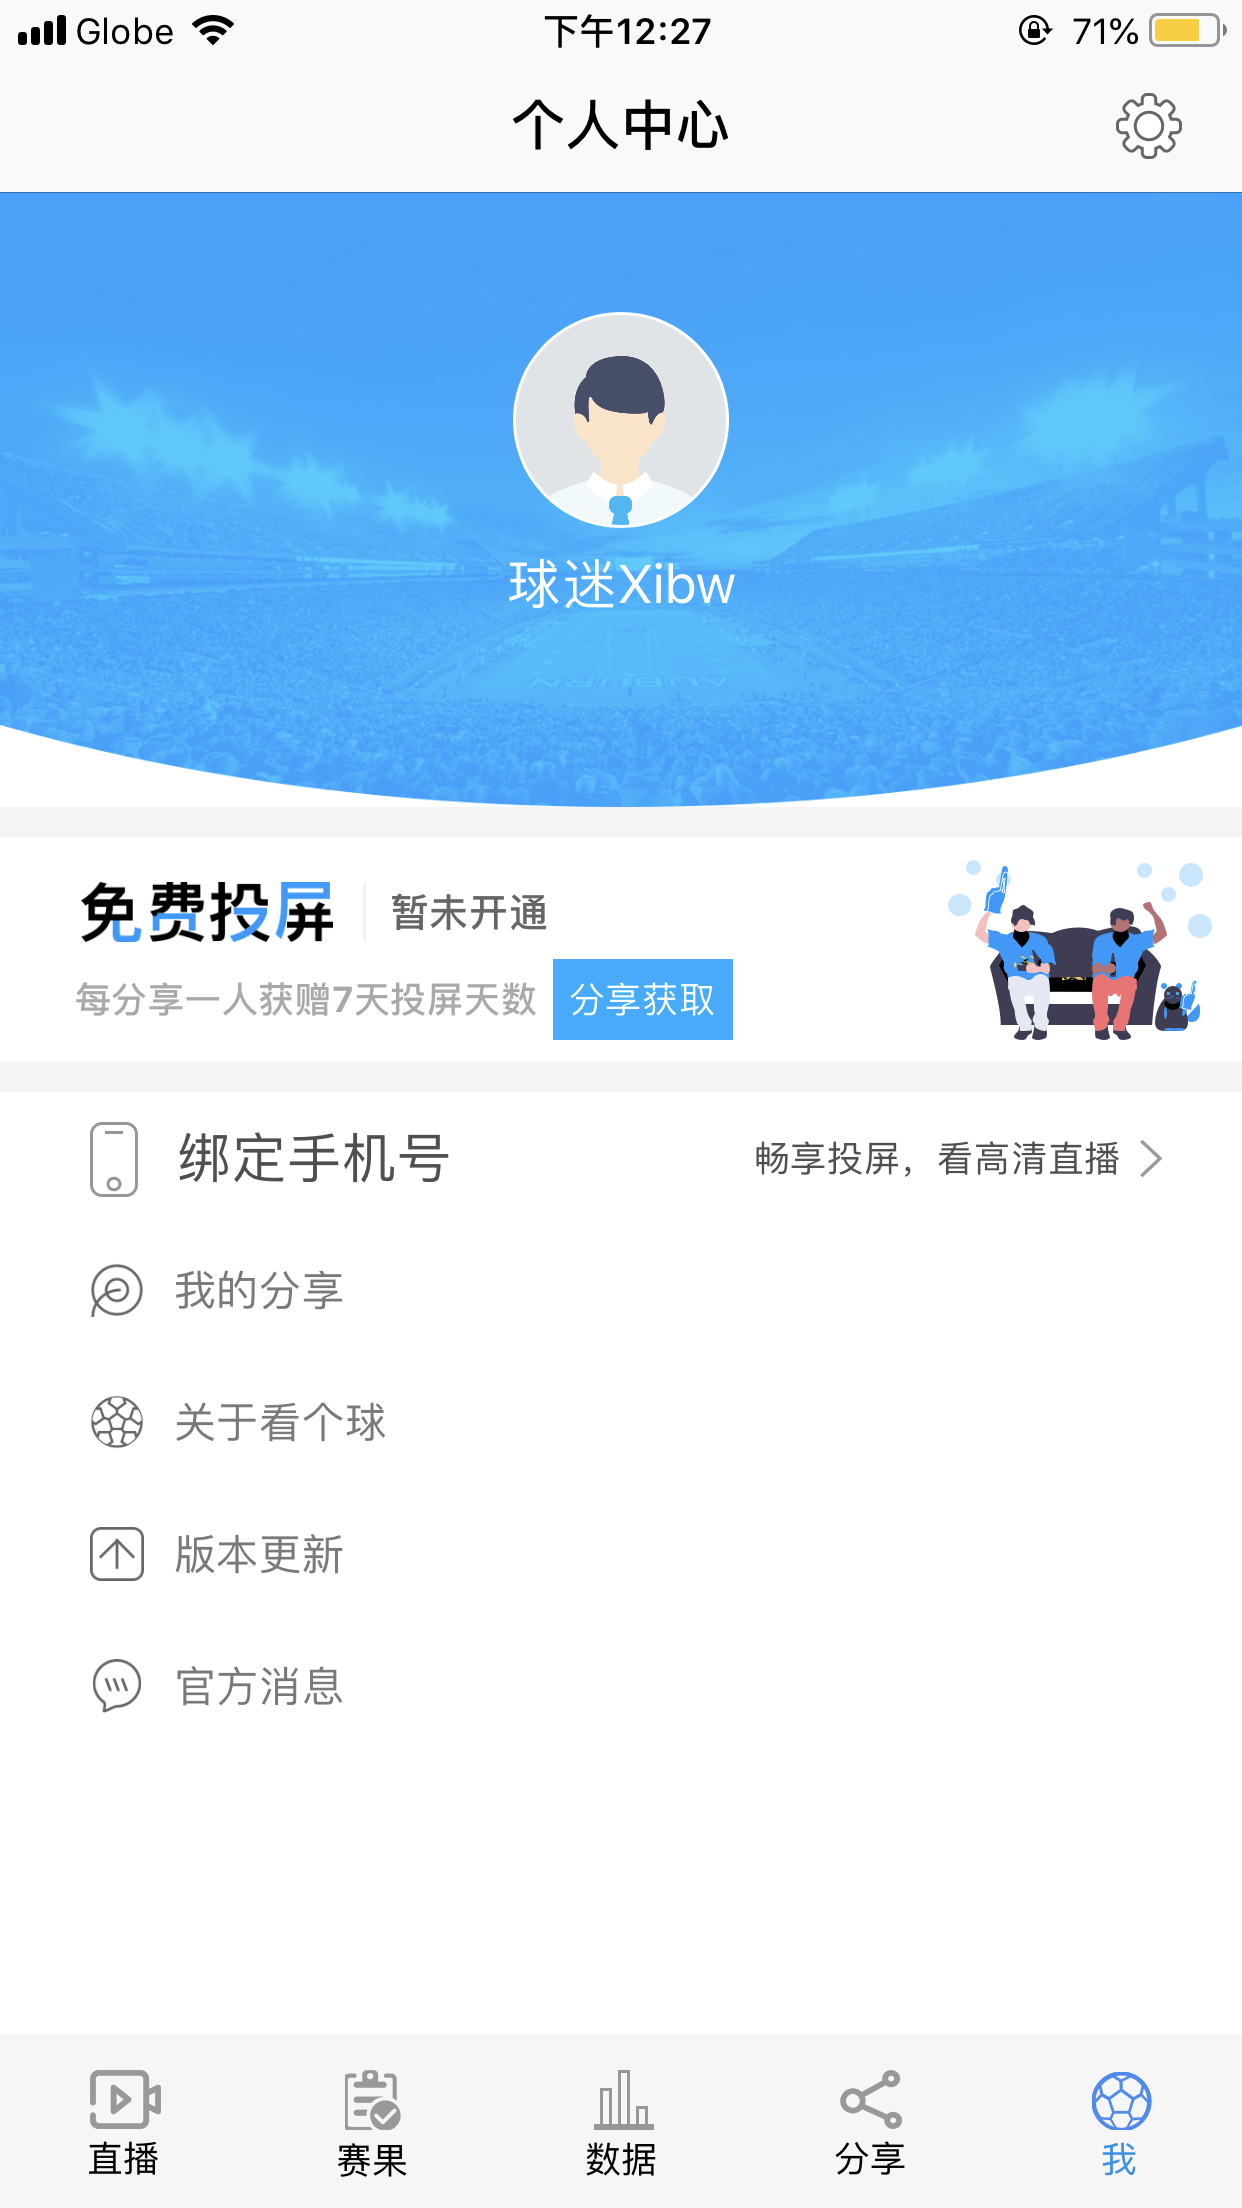 Globe 下午12:27 71%
个人中心
AUBURN
球迷Xibw
免费投屏 暂未开通
每分享一人获赠7天投屏天数 分享获取
绑定手机号 畅享投屏，看高清直播
我的分享
关于看个球
版本更新
官方消息
直播 赛果 数据 分享 我